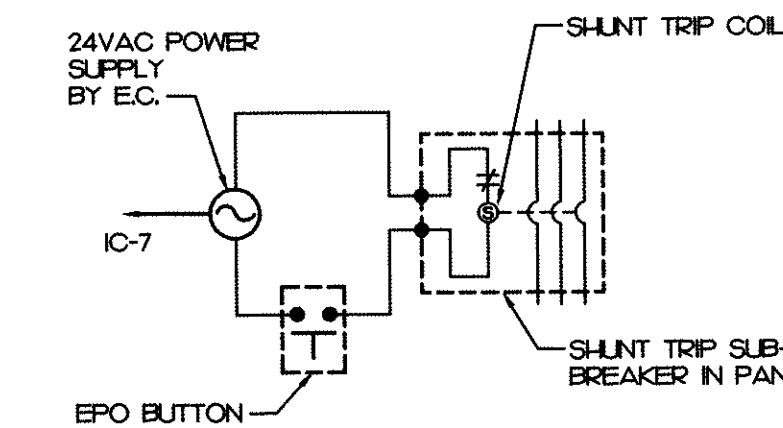 24VAC POWER
SUPPLY
BY E.C.
SHUNT TRIP COIL
S
IC-7
SHUNT TRIP SUB-
BREAKER IN PAN
EPO BUTTON